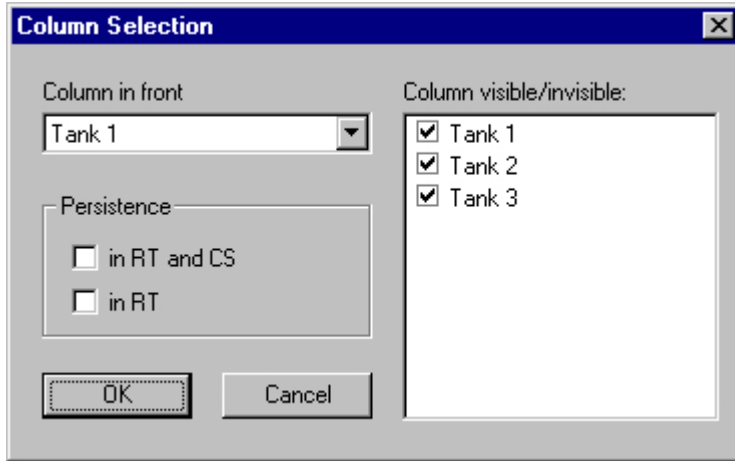 Column Selection
Column in front
Tank 1
Persistence
in RT and CS
in RT
OK
Cancel
Column visible/invisible:
Tank 1
Tank 2
Tank 3